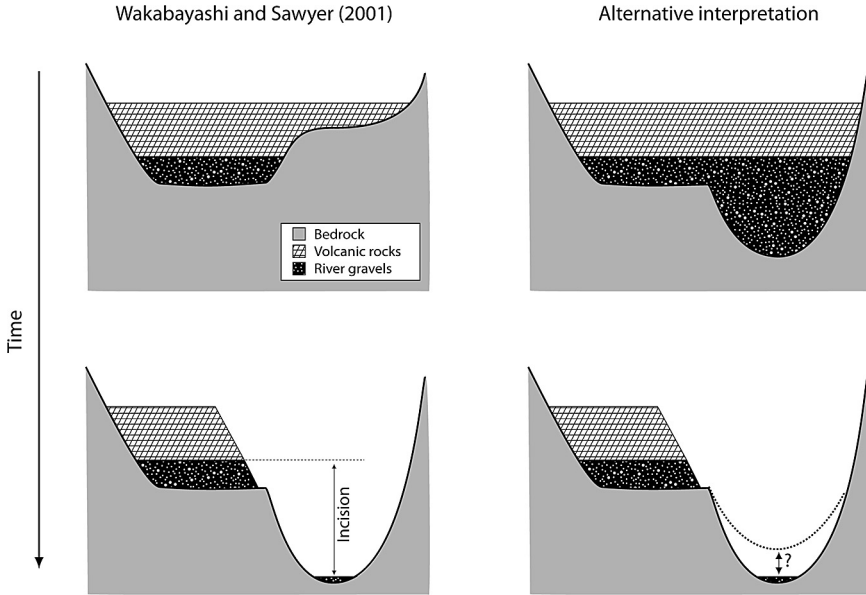 Wakabayashi and Sawyer (2001)
Alternative interpretation
Time
Bedrock
Volcanic rocks
River gravels
Incision
?